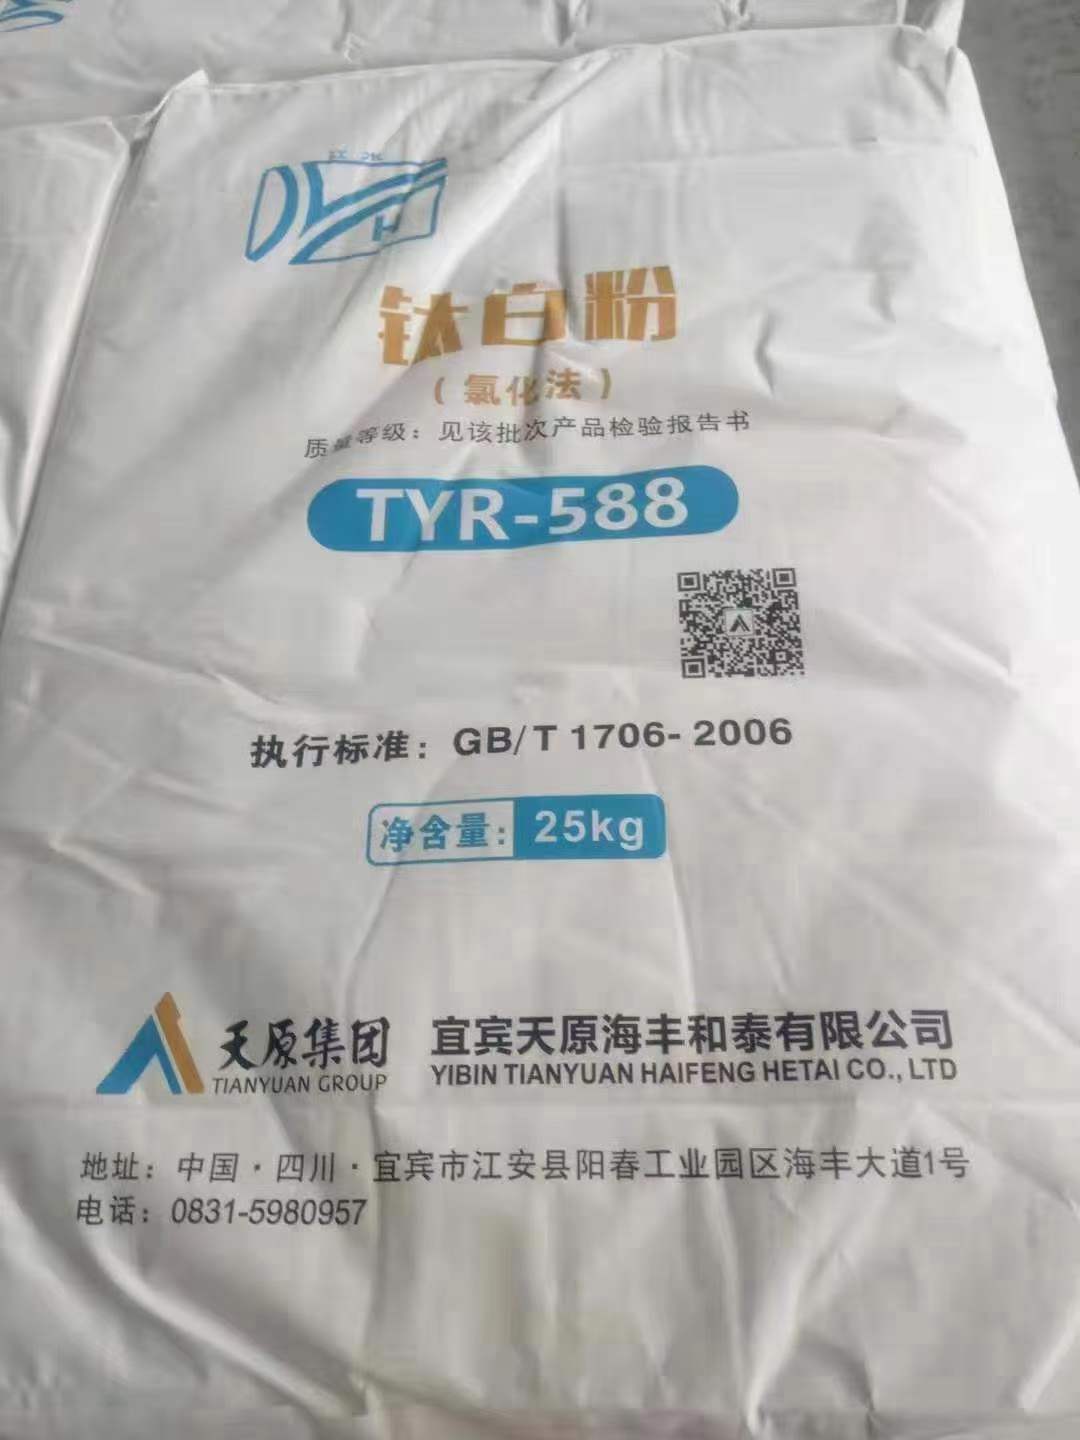 H
钛白粉
(氯化法)
质量等级：见该批次产品检验报告书
TYR-588
执行标准：GB/T 1706-2006
净含量：25kg
天原集团
TIANYUAN GROUP
宜宾天原海丰和泰有限公司
YIBIN TIANYUAN HAIFENG HETAI CO., LTD
地址：中国·四川·宜宾市江安县阳春工业园区海丰大道1号
电话：0831-5980957